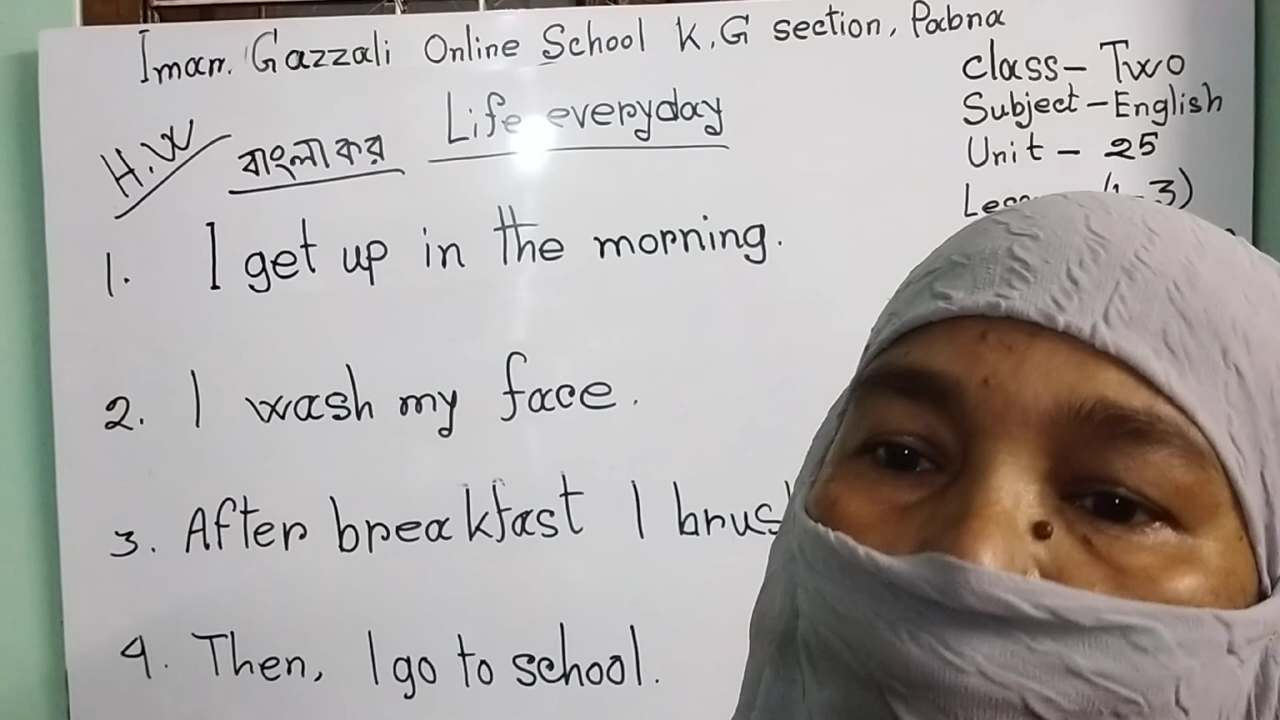 Imam Gazzali Online School K.G section, Pabna
Class - Two
Subject - English
Unit - 25
H.W
বাংলা কর
Life everyday
1. I get up in the morning.
2. I wash my face.
3. After breakfast I
4. Then, I go to school.